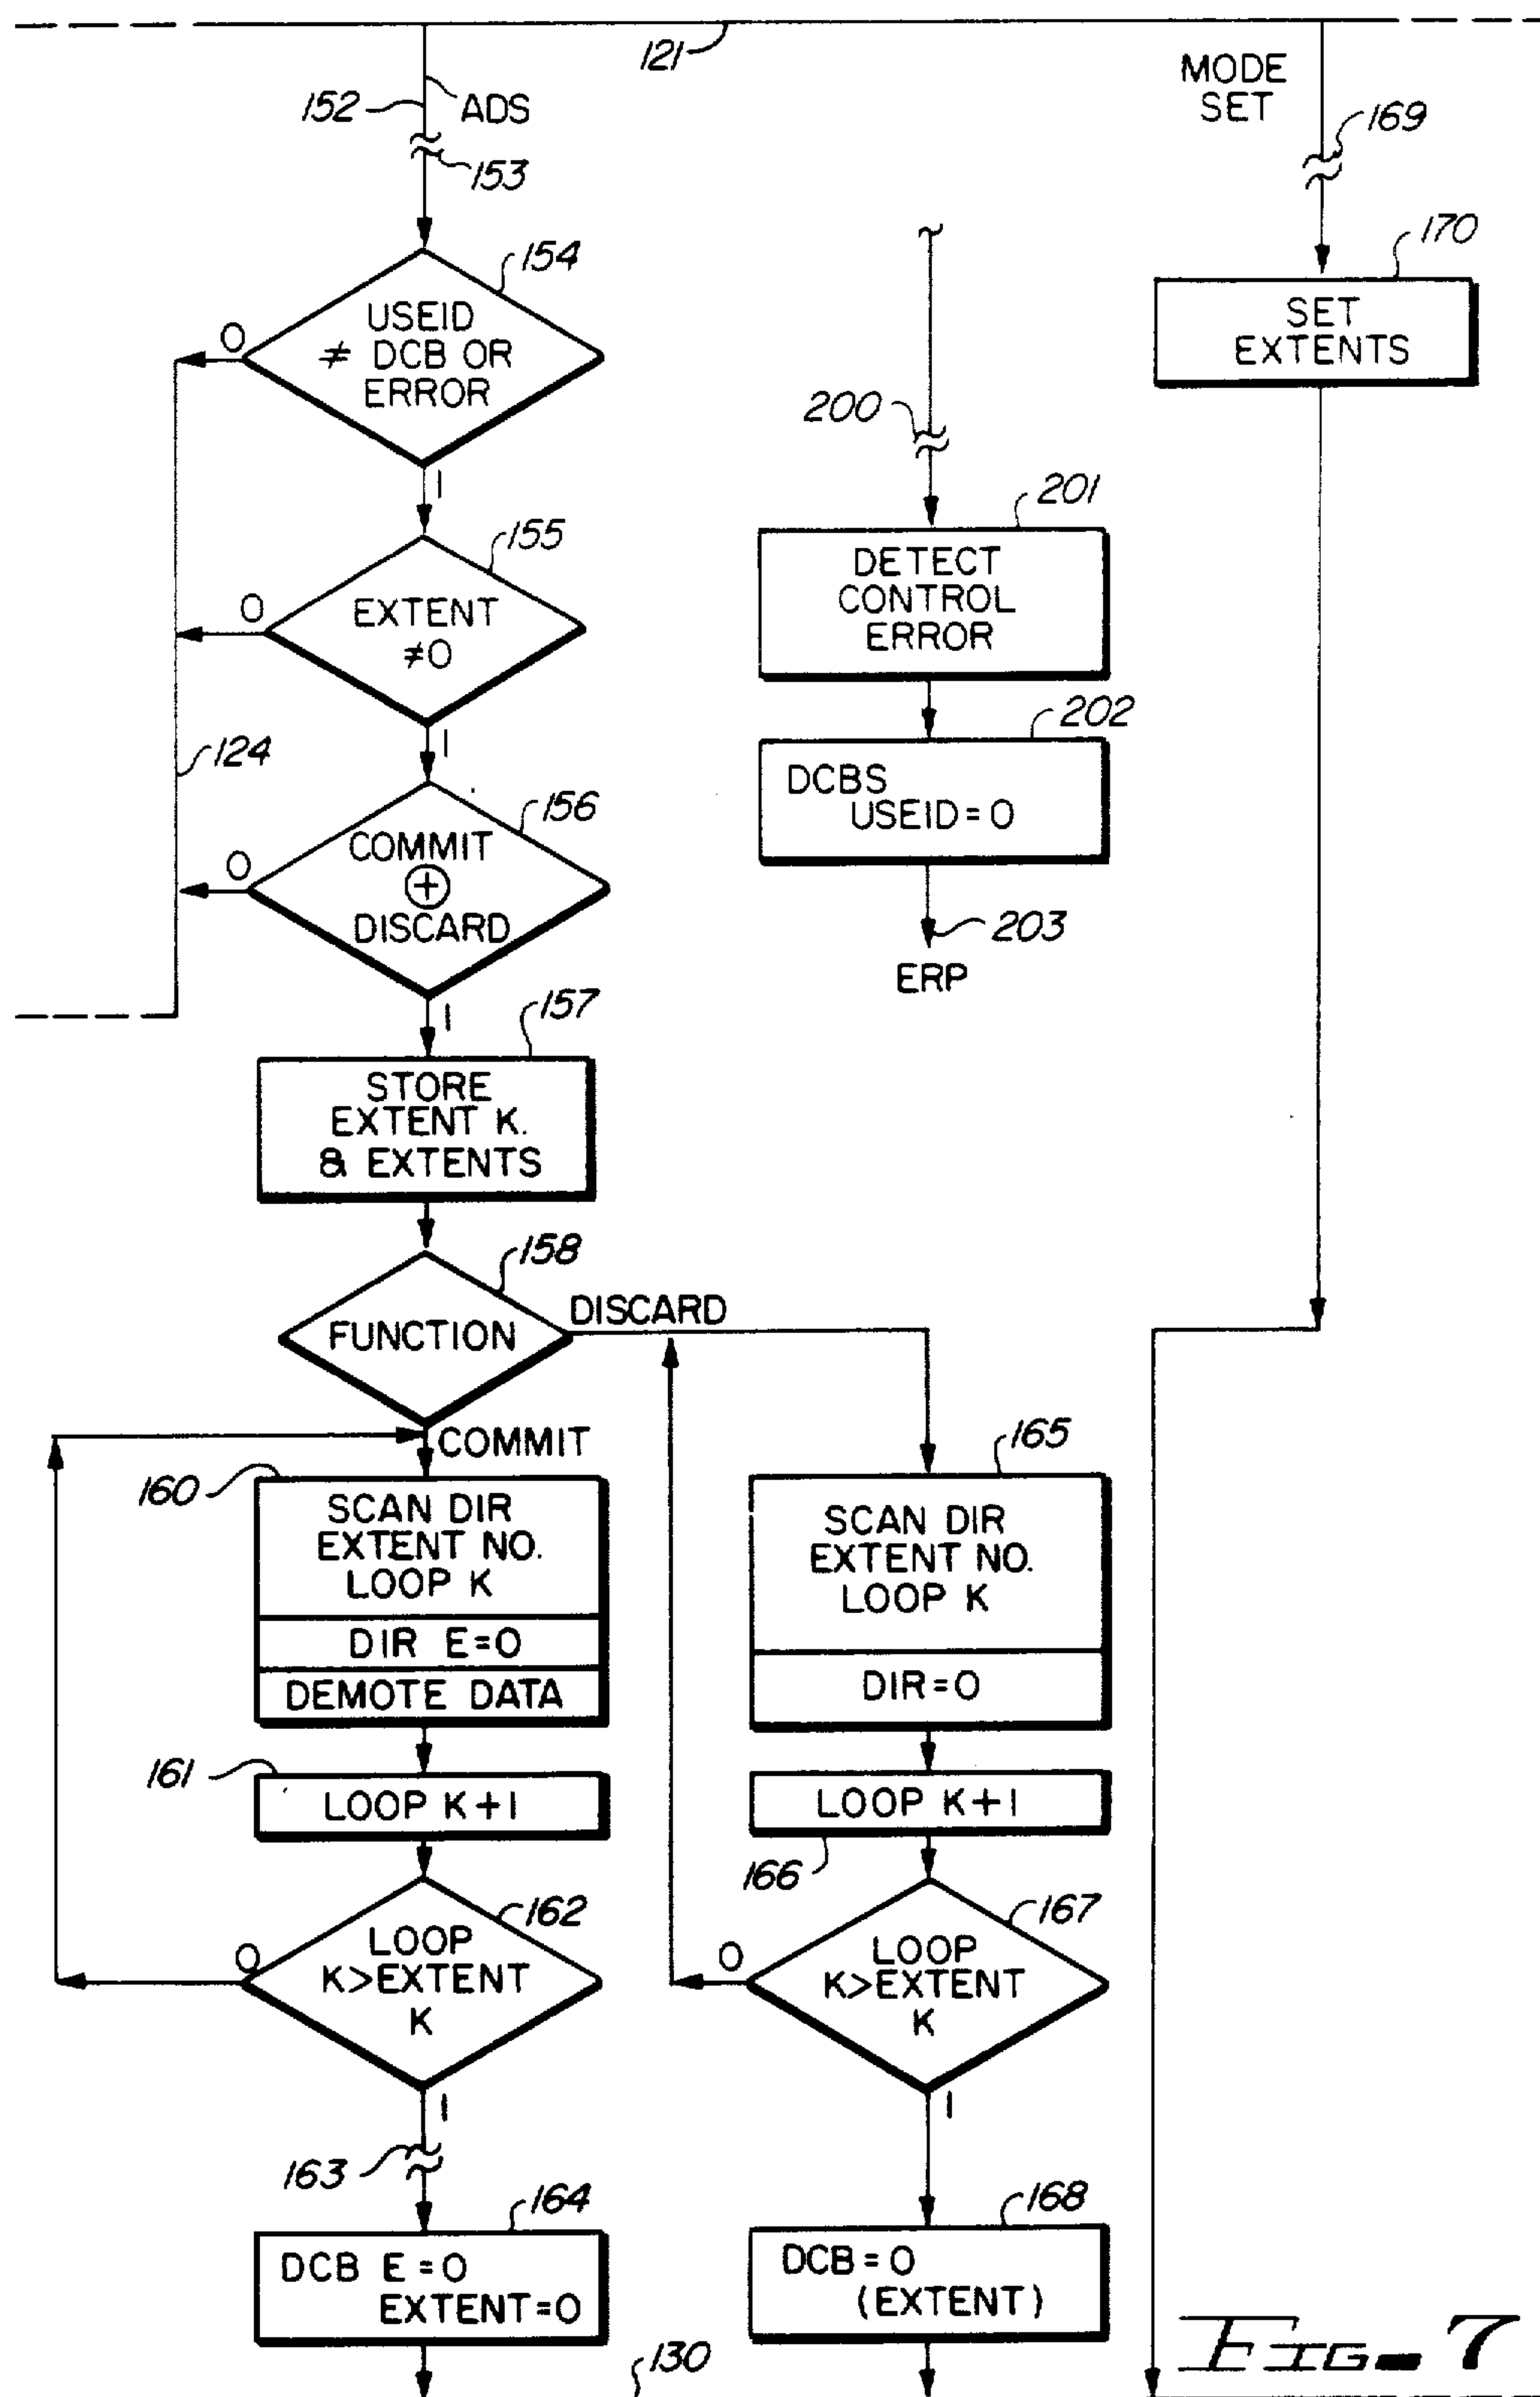 121
MODE
SET
152
ADS
169
153
154
170
USEID
≠ DCB OR
ERROR
0
SET
EXTENTS
1
200
155
201
EXTENT
≠0
0
DETECT
CONTROL
ERROR
1
202
124
DCBS
USEID = 0
156
COMMIT
⊕
DISCARD
0
203
ERP
1
157
STORE
EXTENT K.
& EXTENTS
158
FUNCTION
DISCARD
COMMIT
160
165
SCAN DIR
EXTENT NO.
LOOP K
DIR E=0
DEMOTE DATA
SCAN DIR
EXTENT NO.
LOOP K
DIR=0
161
LOOP K+1
LOOP K+1
166
162
167
LOOP
K>EXTENT
K
0
LOOP
K>EXTENT
K
0
1
1
163
164
168
DCB E = 0
EXTENT=0
DCB = 0
(EXTENT)
130
FIG. 7